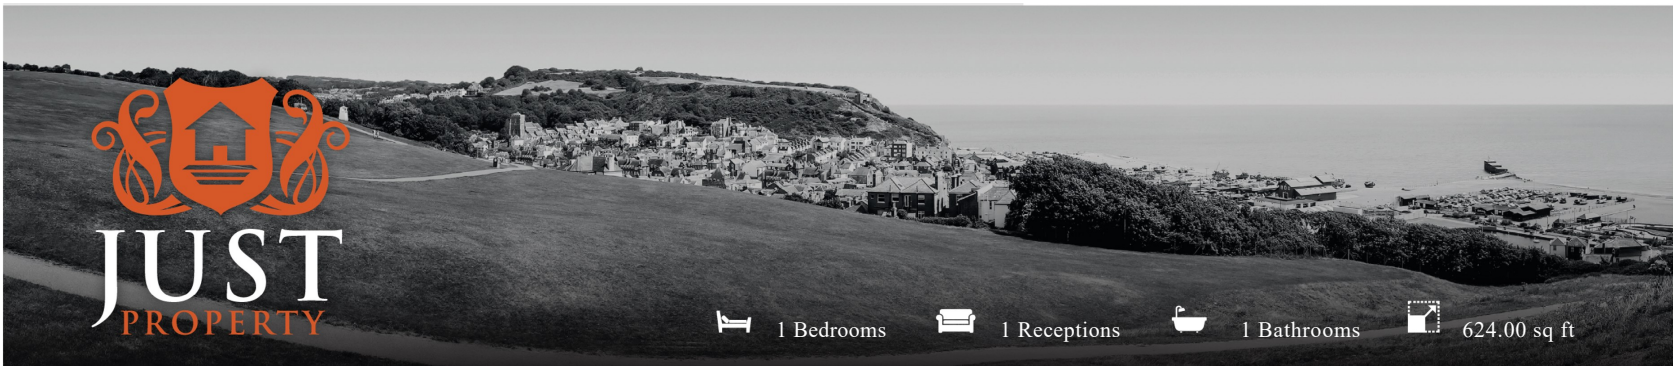 JUST
PROPERTY
1 Bedrooms
1 Receptions
1 Bathrooms
624.00 sq ft